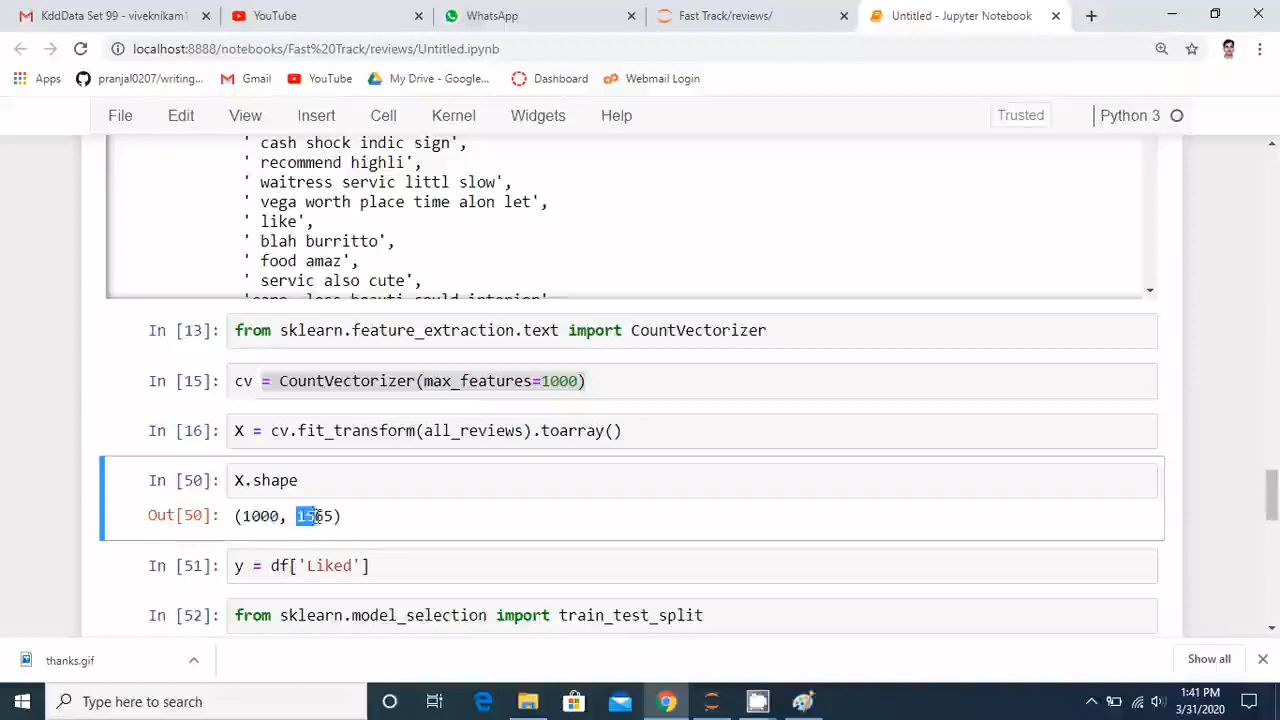 KddData Set 99 - viveknikam7
YouTube
WhatsApp
Fast Track/reviews/
Untitled - Jupyter Notebook
localhost:8888/notebooks/Fast%20Track/reviews/Untitled.ipynb
Apps
pranjal0207/writing...
Gmail
YouTube
My Drive - Google...
Dashboard
Webmail Login
File
Edit
View
Insert
Cell
Kernel
Widgets
Help
Trusted
Python 3
' cash shock indic sign',
' recommend highli',
' waitress servic littl slow',
' vega worth place time alon let',
' like',
' blah burritto',
' food amaz',
' servic also cute',
In [13]: from sklearn.feature_extraction.text import CountVectorizer
In [15]: cv = CountVectorizer(max_features=1000)
In [16]: X = cv.fit_transform(all_reviews).toarray()
In [50]: X.shape
Out[50]: (1000, 1565)
In [51]: y = df['Liked']
In [52]: from sklearn.model_selection import train_test_split
thanks.gif
Show all
Type here to search
1:41 PM
3/31/2020